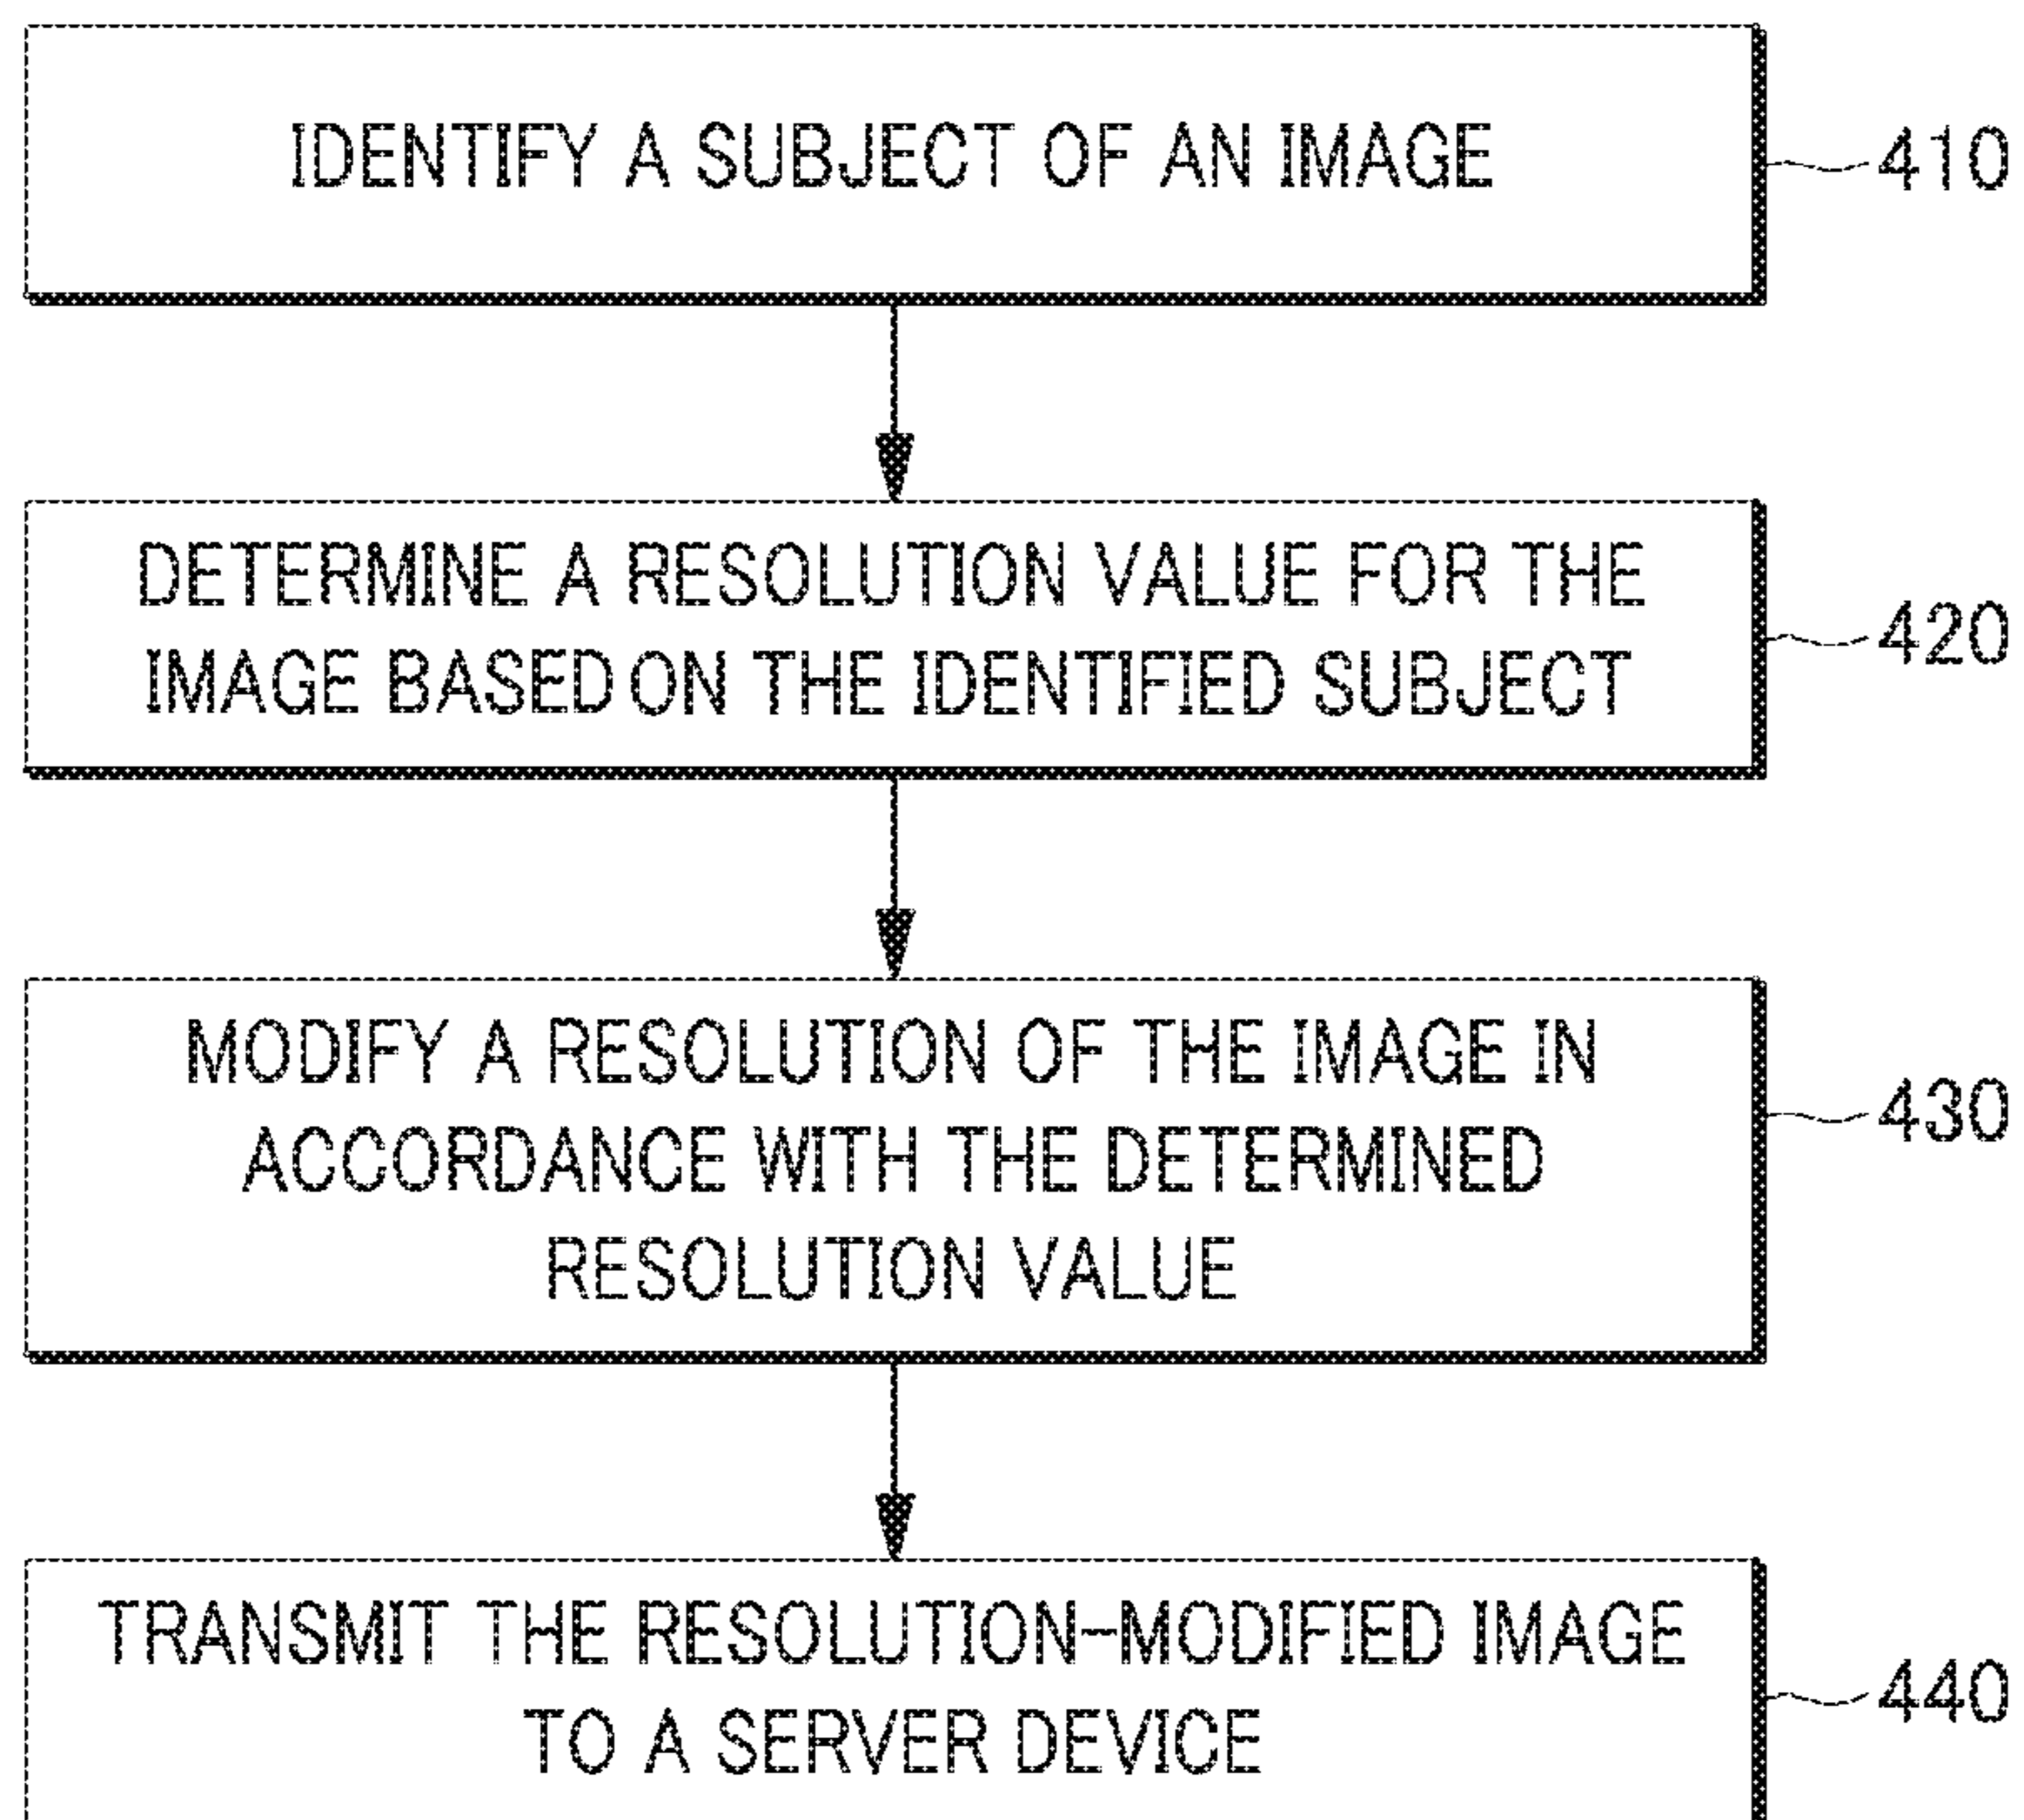 IDENTIFY A SUBJECT OF AN IMAGE
410
DETERMINE A RESOLUTION VALUE FOR THE
IMAGE BASED ON THE IDENTIFIED SUBJECT
420
MODIFY A RESOLUTION OF THE IMAGE IN
ACCORDANCE WITH THE DETERMINED
RESOLUTION VALUE
430
TRANSMIT THE RESOLUTION-MODIFIED IMAGE
TO A SERVER DEVICE
440